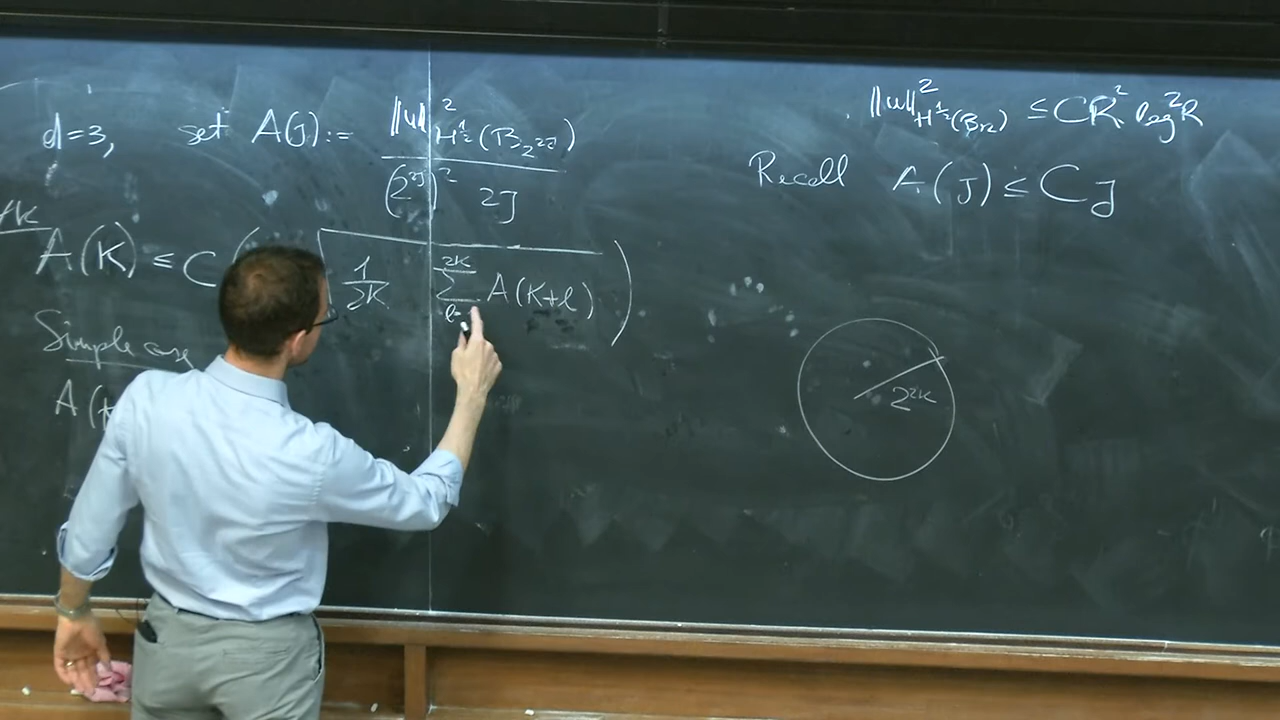 d=3, set A(J):= ||u||²_{H^{1/2}(B_{2^{2J}})} / (2^{2J})² 2J
||u||²_{H^{1/2}(B_R)} ≤ CR² log²R
Recall A(J) ≤ CJ
A(K) ≤ C ( √ 1/2K ∑^{2K} A(K+ℓ) )
Simple case
A(
2^{2K}